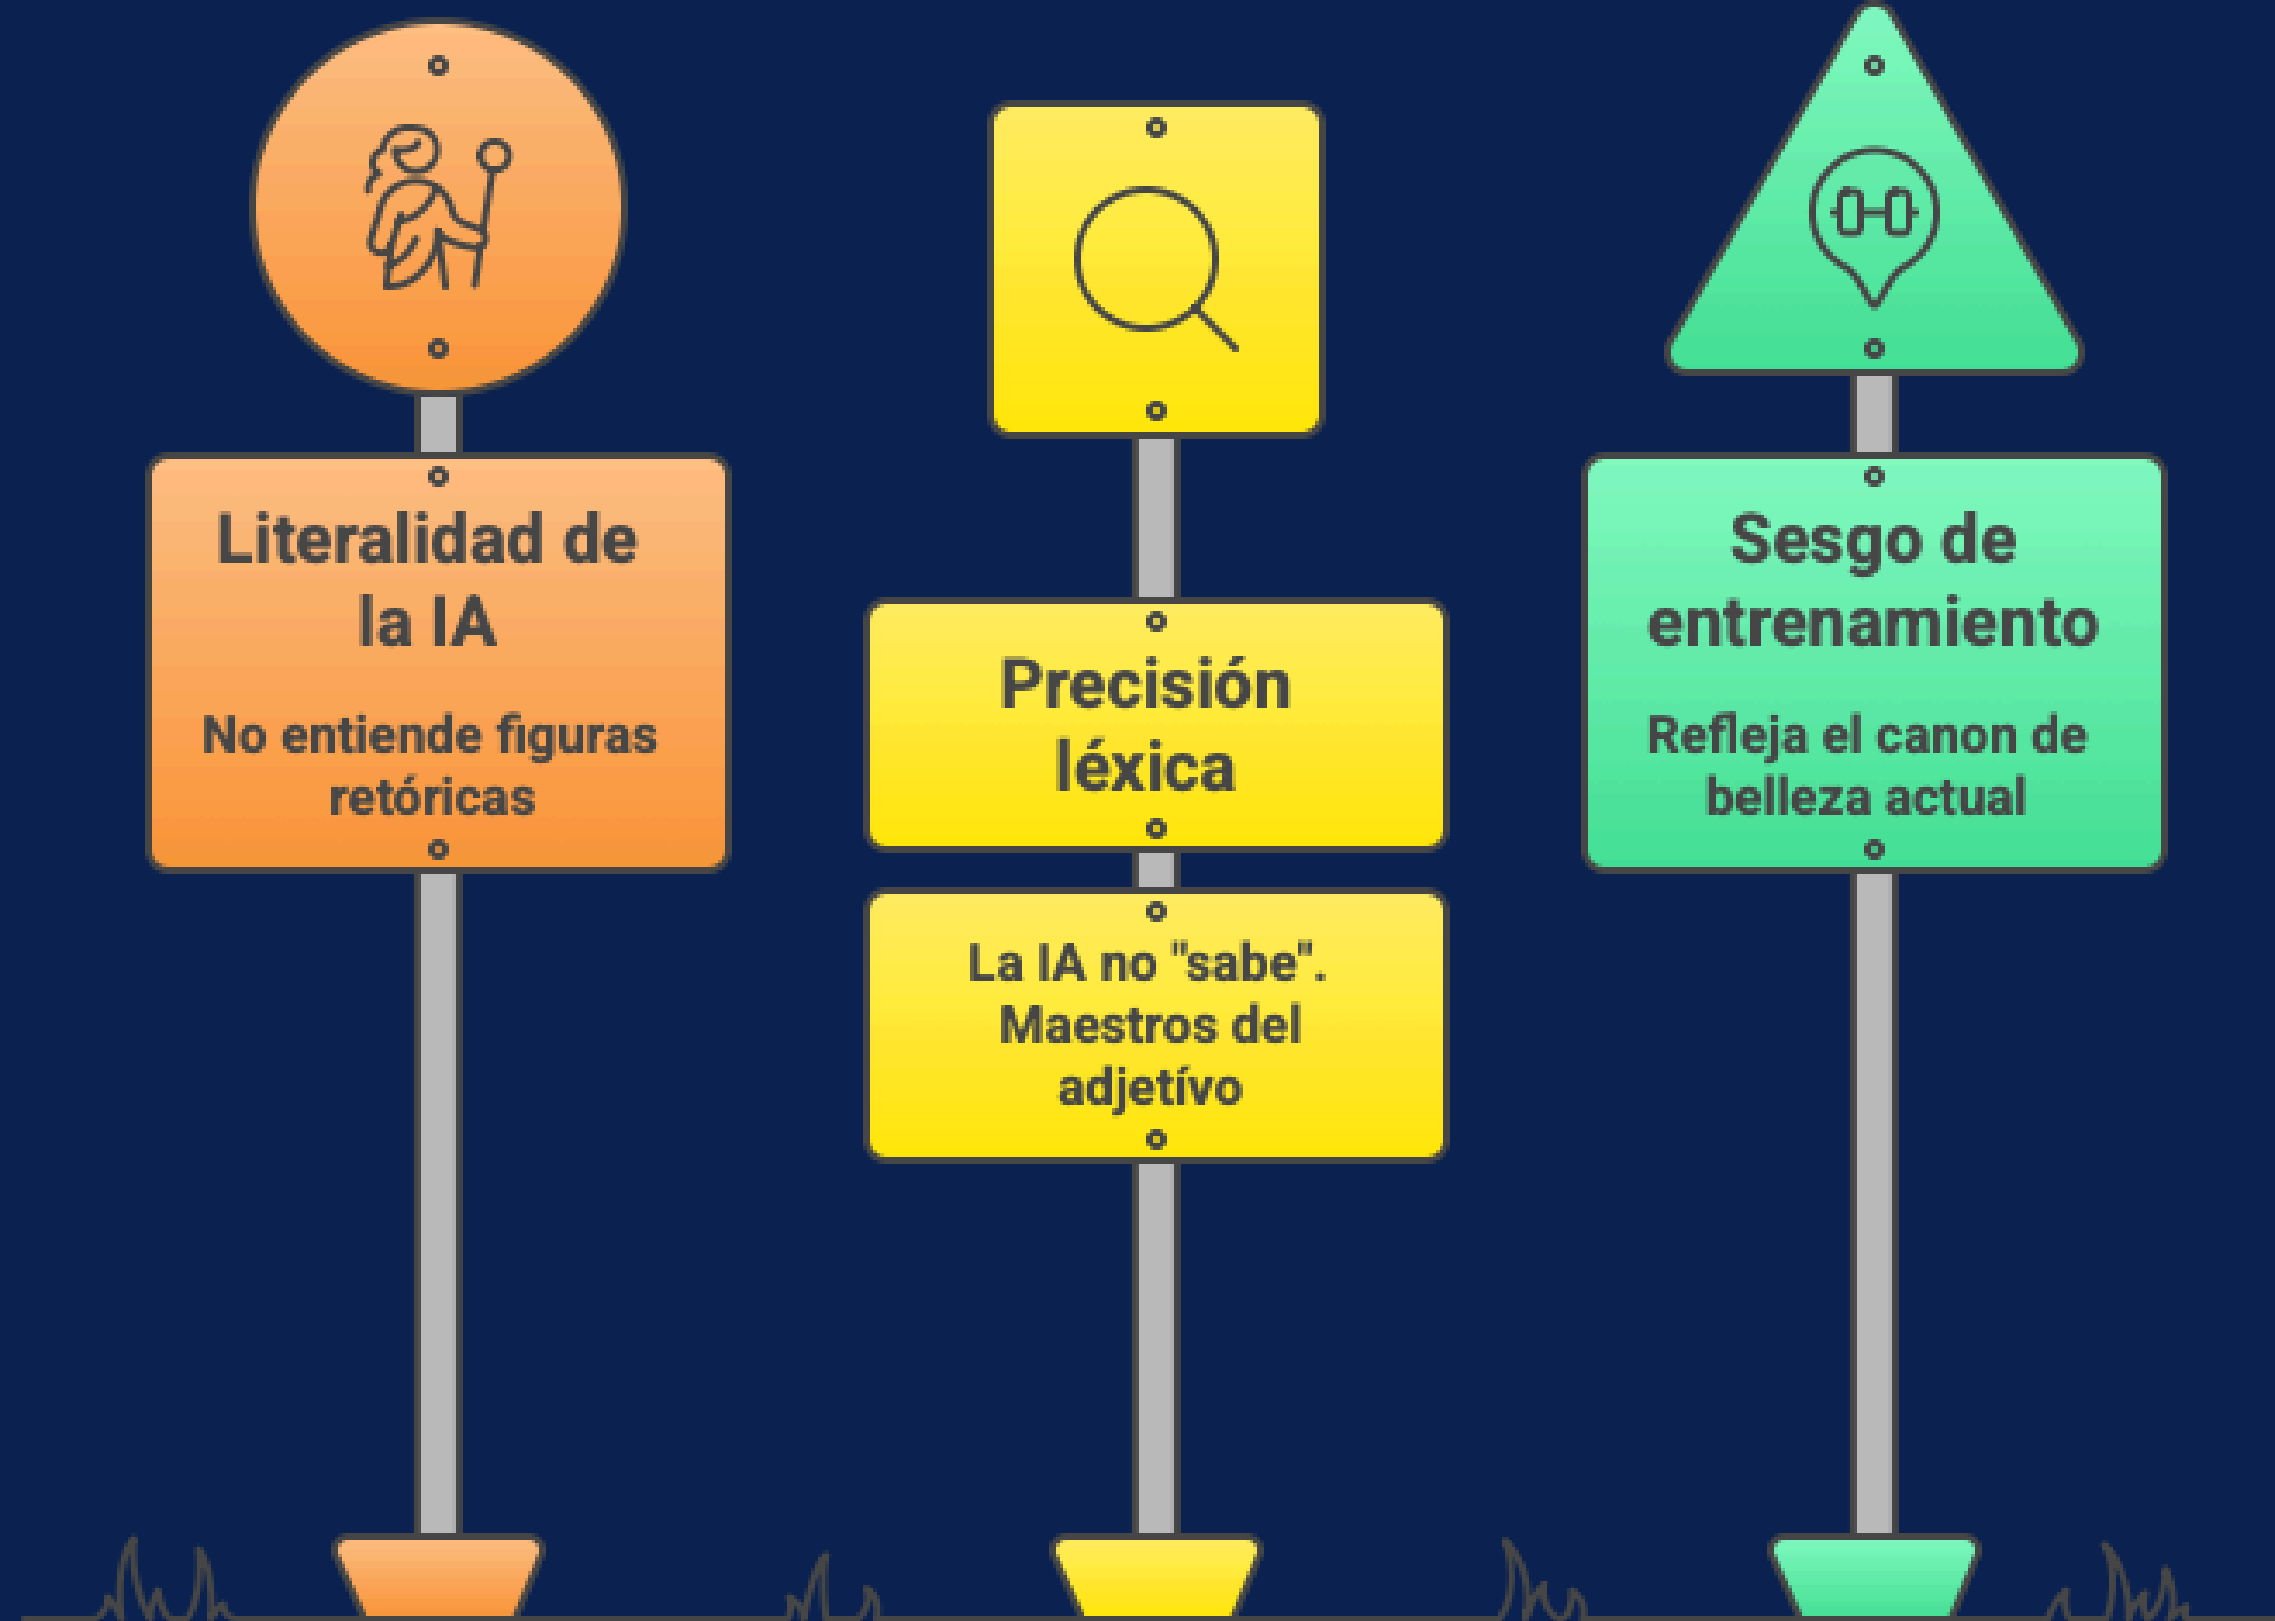 Literalidad de
la IA
No entiende figuras
retóricas
Precisión
léxica
La IA no "sabe".
Maestros del
adjetívo
Sesgo de
entrenamiento
Refleja el canon de
belleza actual